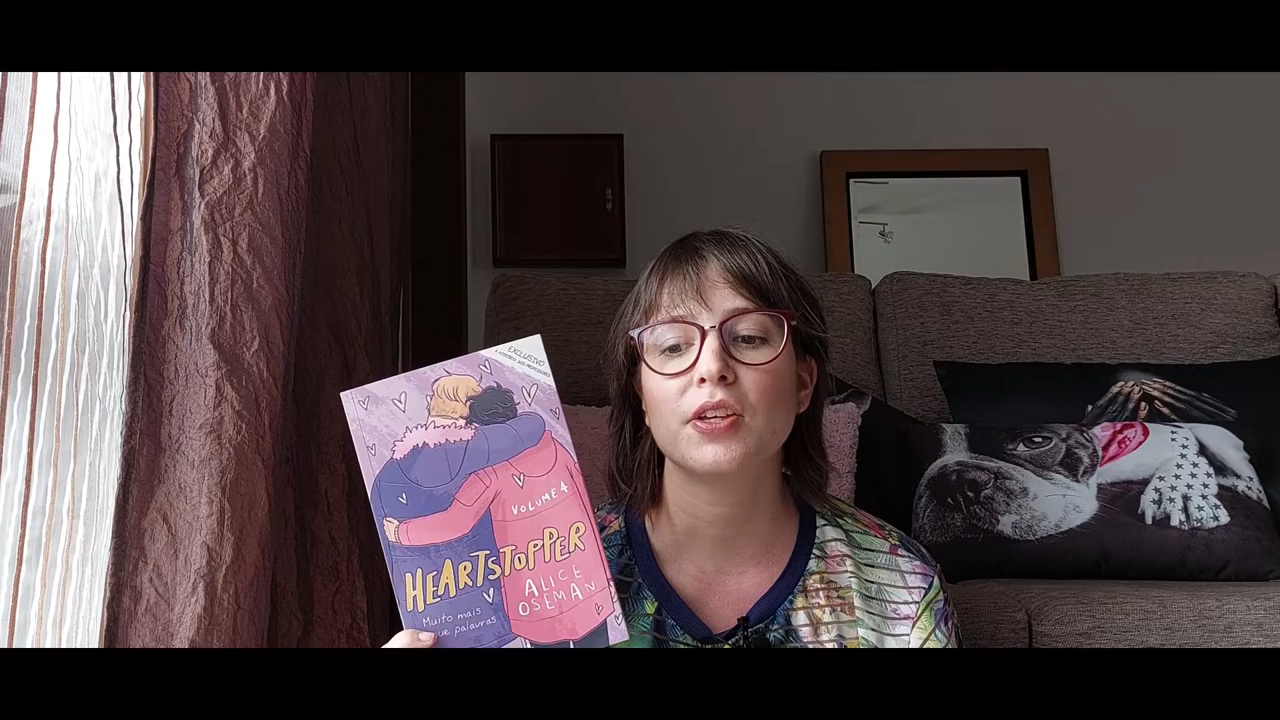 EXCLUSIVO
VOLUME 4
HEARTSTOPPER
ALICE
OSEMAN
Muito mais
que palavras